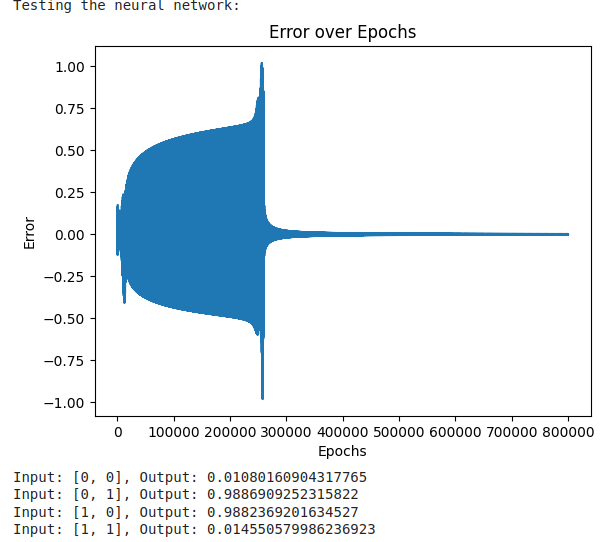 Testing the neural network:
Error over Epochs
1.00
0.75
0.50
0.25
0.00
−0.25
−0.50
−0.75
−1.00
Error
0 100000 200000 300000 400000 500000 600000 700000 800000
Epochs
Input: [0, 0], Output: 0.01080160904317765
Input: [0, 1], Output: 0.9886909252315822
Input: [1, 0], Output: 0.9882369201634527
Input: [1, 1], Output: 0.014550579986236923